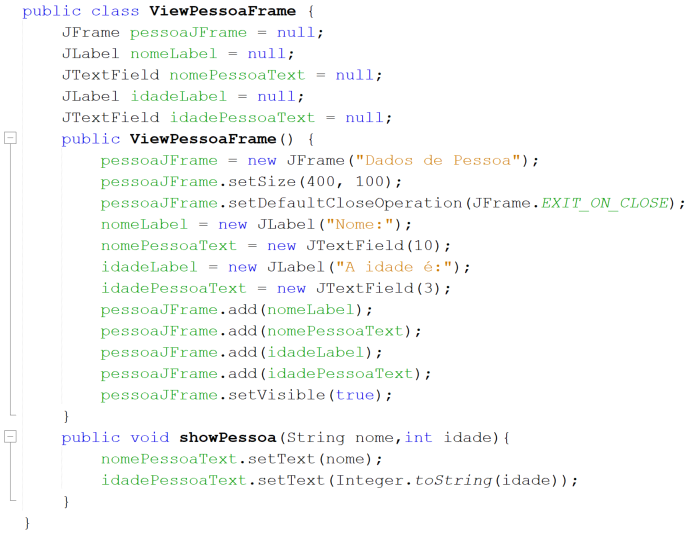 public class ViewPessoaFrame {
    JFrame pessoaJFrame = null;
    JLabel nomeLabel = null;
    JTextField nomePessoaText = null;
    JLabel idadeLabel = null;
    JTextField idadePessoaText = null;
    public ViewPessoaFrame() {
        pessoaJFrame = new JFrame("Dados de Pessoa");
        pessoaJFrame.setSize(400, 100);
        pessoaJFrame.setDefaultCloseOperation(JFrame.EXIT_ON_CLOSE);
        nomeLabel = new JLabel("Nome:");
        nomePessoaText = new JTextField(10);
        idadeLabel = new JLabel("A idade é:");
        idadePessoaText = new JTextField(3);
        pessoaJFrame.add(nomeLabel);
        pessoaJFrame.add(nomePessoaText);
        pessoaJFrame.add(idadeLabel);
        pessoaJFrame.add(idadePessoaText);
        pessoaJFrame.setVisible(true);
    }
    public void showPessoa(String nome,int idade){
        nomePessoaText.setText(nome);
        idadePessoaText.setText(Integer.toString(idade));
    }
}